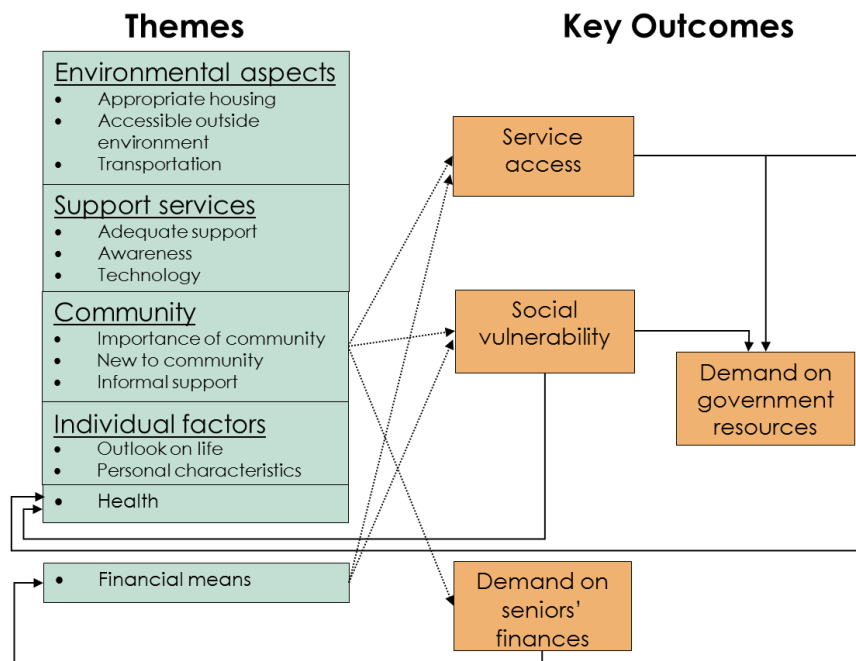 Themes
Key Outcomes
Environmental aspects
• Appropriate housing
• Accessible outside
environment
• Transportation
Support services
• Adequate support
• Awareness
• Technology
Community
• Importance of community
• New to community
• Informal support
Individual factors
• Outlook on life
• Personal characteristics
• Health
• Financial means
Service
access
Social
vulnerability
Demand on
government
resources
Demand on
seniors’
finances